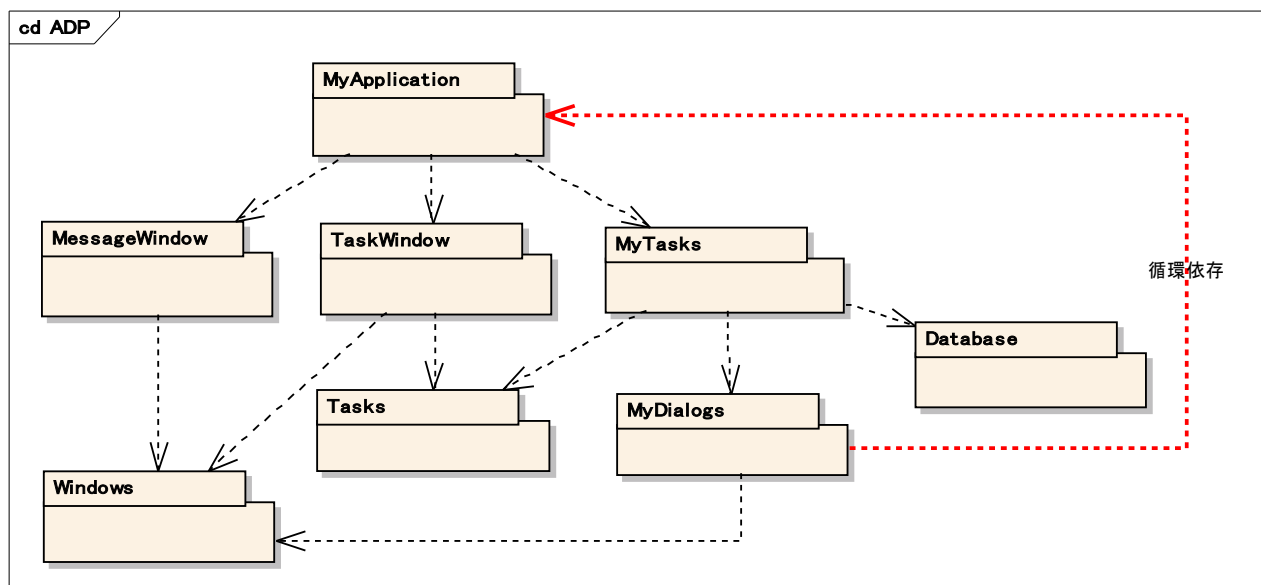 cd ADP
MyApplication
MessageWindow
TaskWindow
MyTasks
循環依存
Database
Tasks
MyDialogs
Windows